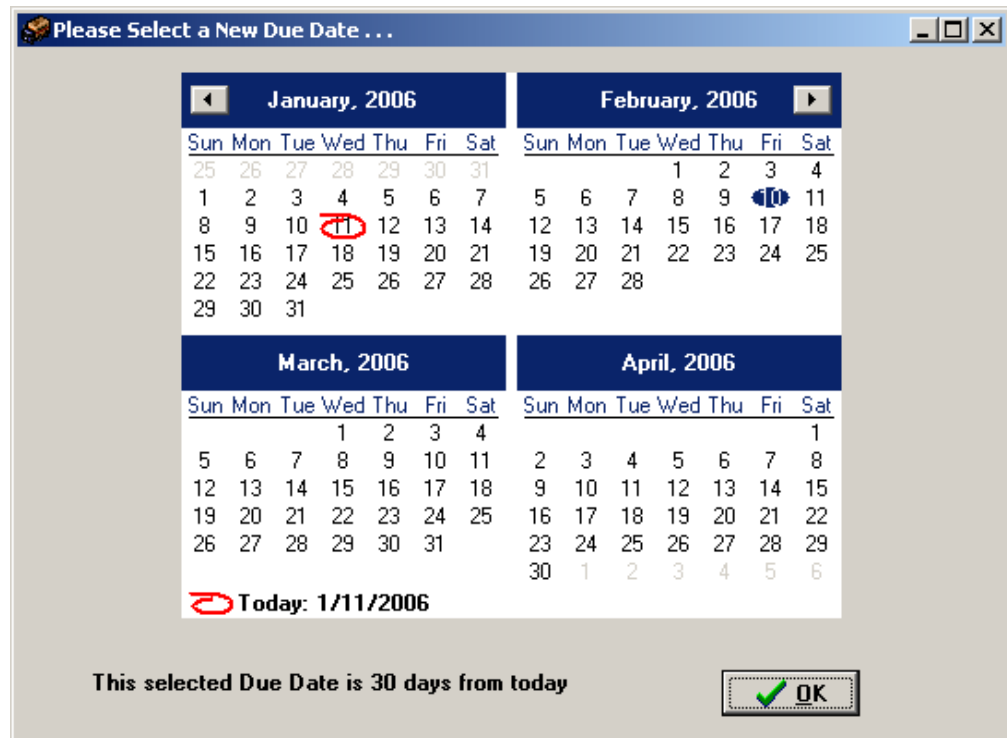 Please Select a New Due Date . . .
January, 2006
Sun Mon Tue Wed Thu Fri Sat
25 26 27 28 29 30 31
1 2 3 4 5 6 7
8 9 10 11 12 13 14
15 16 17 18 19 20 21
22 23 24 25 26 27 28
29 30 31
February, 2006
Sun Mon Tue Wed Thu Fri Sat
1 2 3 4
5 6 7 8 9 10 11
12 13 14 15 16 17 18
19 20 21 22 23 24 25
26 27 28
March, 2006
Sun Mon Tue Wed Thu Fri Sat
1 2 3 4
5 6 7 8 9 10 11
12 13 14 15 16 17 18
19 20 21 22 23 24 25
26 27 28 29 30 31
April, 2006
Sun Mon Tue Wed Thu Fri Sat
1
2 3 4 5 6 7 8
9 10 11 12 13 14 15
16 17 18 19 20 21 22
23 24 25 26 27 28 29
30 1 2 3 4 5 6
Today: 1/11/2006
This selected Due Date is 30 days from today
OK